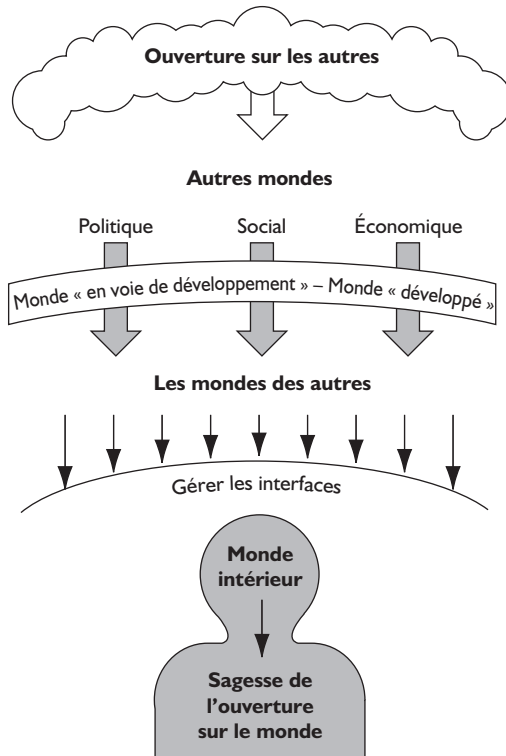 Ouverture sur les autres
Autres mondes
Politique Social Économique
Monde « en voie de développement » – Monde « développé »
Les mondes des autres
Gérer les interfaces
Monde
intérieur
Sagesse de
l'ouverture
sur le monde